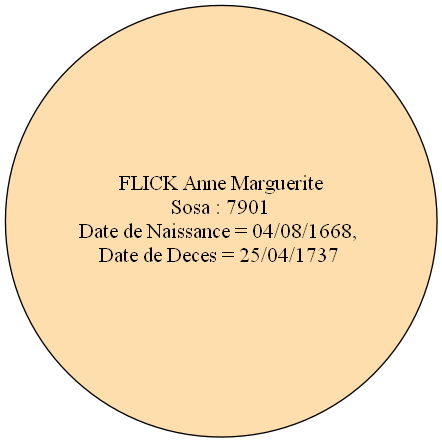 FLICK Anne Marguerite
Sosa : 7901
Date de Naissance = 04/08/1668,
Date de Deces = 25/04/1737